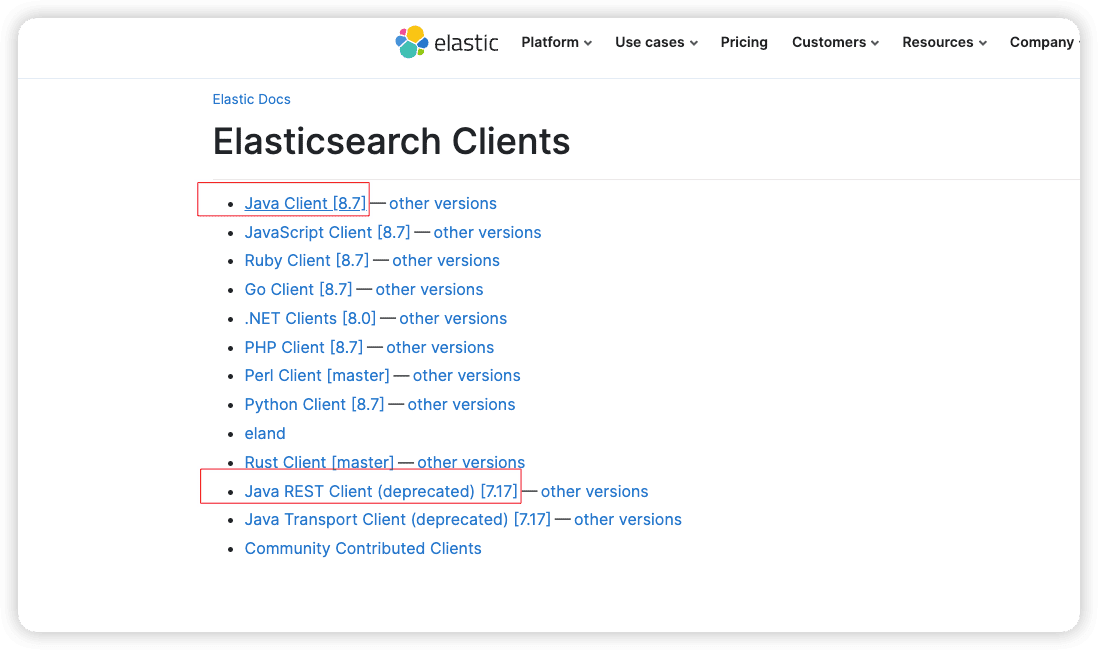 elastic Platform Use cases Pricing Customers Resources Company
Elastic Docs
Elasticsearch Clients
Java Client [8.7] — other versions
JavaScript Client [8.7] — other versions
Ruby Client [8.7] — other versions
Go Client [8.7] — other versions
.NET Clients [8.0] — other versions
PHP Client [8.7] — other versions
Perl Client [master] — other versions
Python Client [8.7] — other versions
eland
Rust Client [master] — other versions
Java REST Client (deprecated) [7.17] — other versions
Java Transport Client (deprecated) [7.17] — other versions
Community Contributed Clients